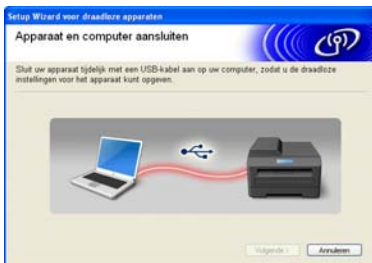 Setup Wizard voor draadloze apparaten
Apparaat en computer aansluiten
Sluit uw apparaat tijdelijk met een USB-kabel aan op uw computer, zodat u de draadloze
instellingen voor het apparaat kunt opgeven.
Volgende >
Annuleren